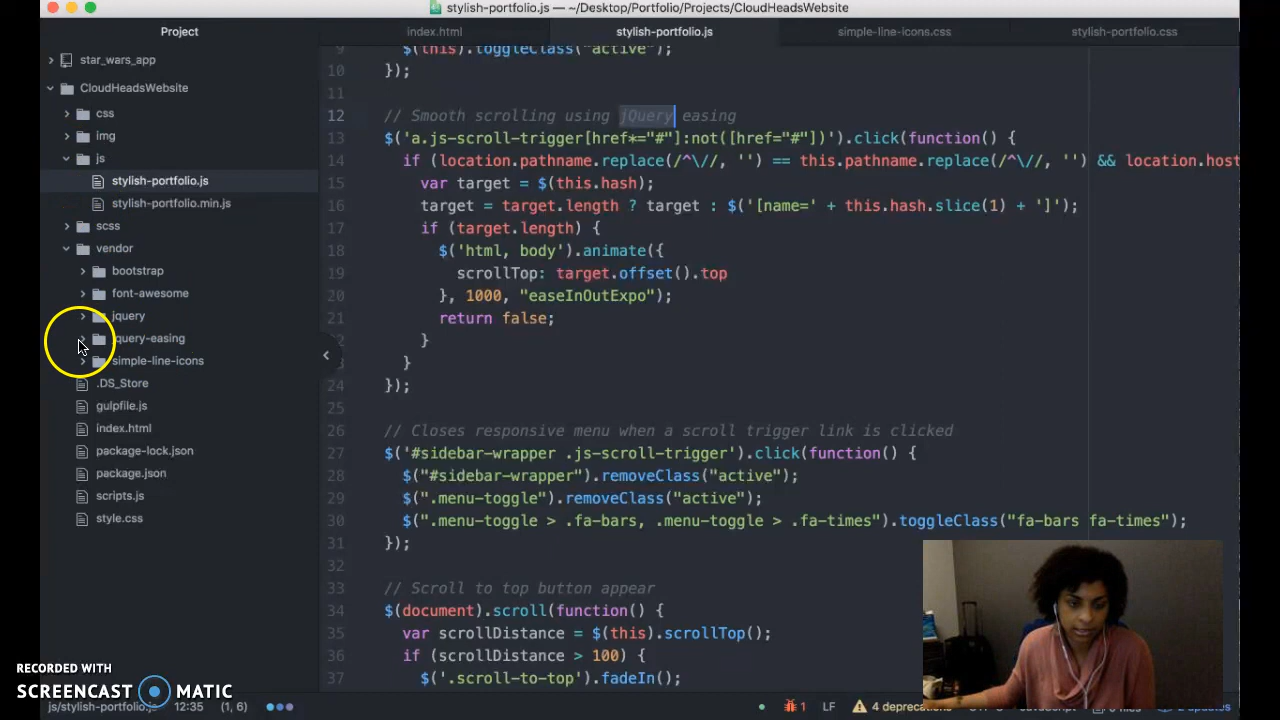 stylish-portfolio.js — ~/Desktop/Portfolio/Projects/CloudHeadsWebsite
Project
index.html
stylish-portfolio.js
simple-line-icons.css
stylish-portfolio.css
star_wars_app
CloudHeadsWebsite
css
img
js
stylish-portfolio.js
stylish-portfolio.min.js
scss
vendor
bootstrap
font-awesome
jquery
query-easing
simple-line-icons
.DS_Store
gulpfile.js
index.html
package-lock.json
package.json
scripts.js
style.css
9 $(this).toggleClass("active");
10 });
11
12 // Smooth scrolling using jQuery easing
13 $('a.js-scroll-trigger[href*="#"]:not([href="#"])').click(function() {
14 if (location.pathname.replace(/^\//, '') == this.pathname.replace(/^\//, '') && location.host
15 var target = $(this.hash);
16 target = target.length ? target : $('[name=' + this.hash.slice(1) + ']');
17 if (target.length) {
18 $('html, body').animate({
19 scrollTop: target.offset().top
20 }, 1000, "easeInOutExpo");
21 return false;
2 }
3 }
24 });
25
26 // Closes responsive menu when a scroll trigger link is clicked
27 $('#sidebar-wrapper .js-scroll-trigger').click(function() {
28 $("#sidebar-wrapper").removeClass("active");
29 $(".menu-toggle").removeClass("active");
30 $(".menu-toggle > .fa-bars, .menu-toggle > .fa-times").toggleClass("fa-bars fa-times");
31 });
32
33 // Scroll to top button appear
34 $(document).scroll(function() {
35 var scrollDistance = $(this).scrollTop();
36 if (scrollDistance > 100) {
37 $('.scroll-to-top').fadeIn();
RECORDED WITH
SCREENCAST MATIC
js/stylish-portfolio.js 12:35 (1, 6) 1 LF 4 deprecations